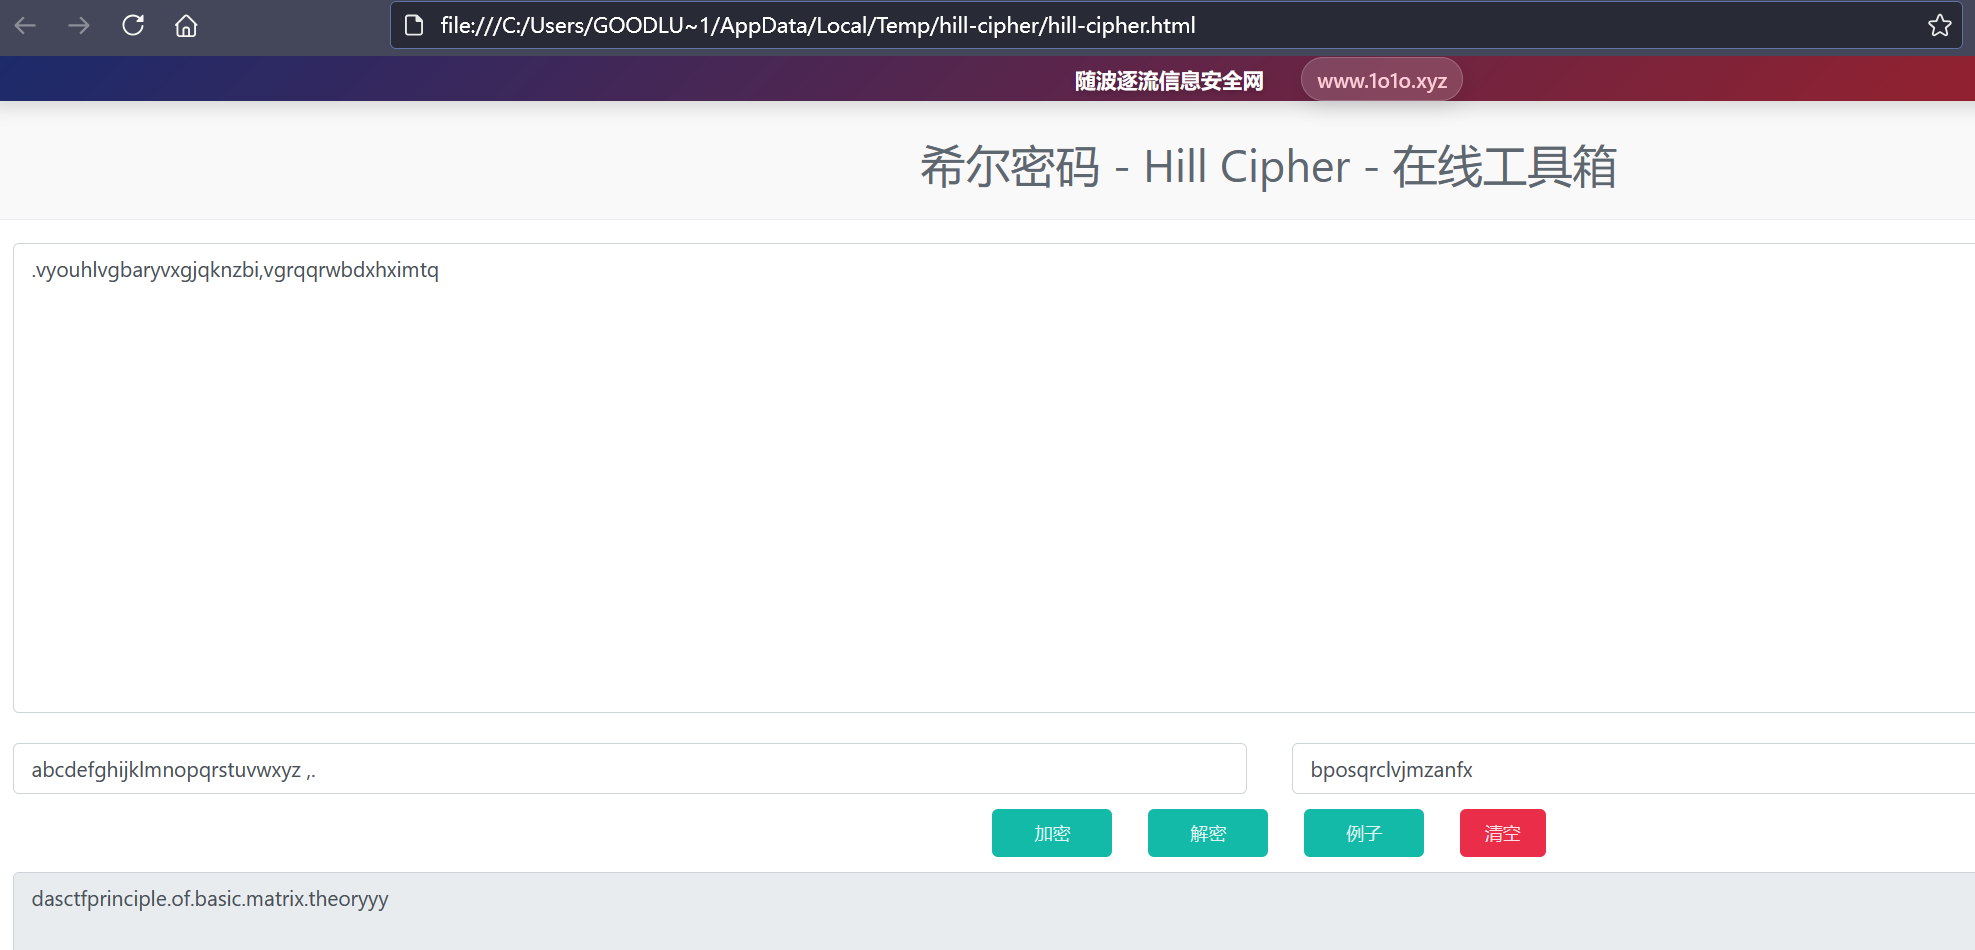 file:///C:/Users/GOODLU~1/AppData/Local/Temp/hill-cipher/hill-cipher.html
随波逐流信息安全网 www.1o1o.xyz
希尔密码 - Hill Cipher - 在线工具箱
.vyouhlvgbaryvxgjqknzbi,vgrqqrwbdxhximtq
abcdefghijklmnopqrstuvwxyz ,. bposqrclvjmzanfx
加密 解密 例子 清空
dasctfprinciple.of.basic.matrix.theoryyy